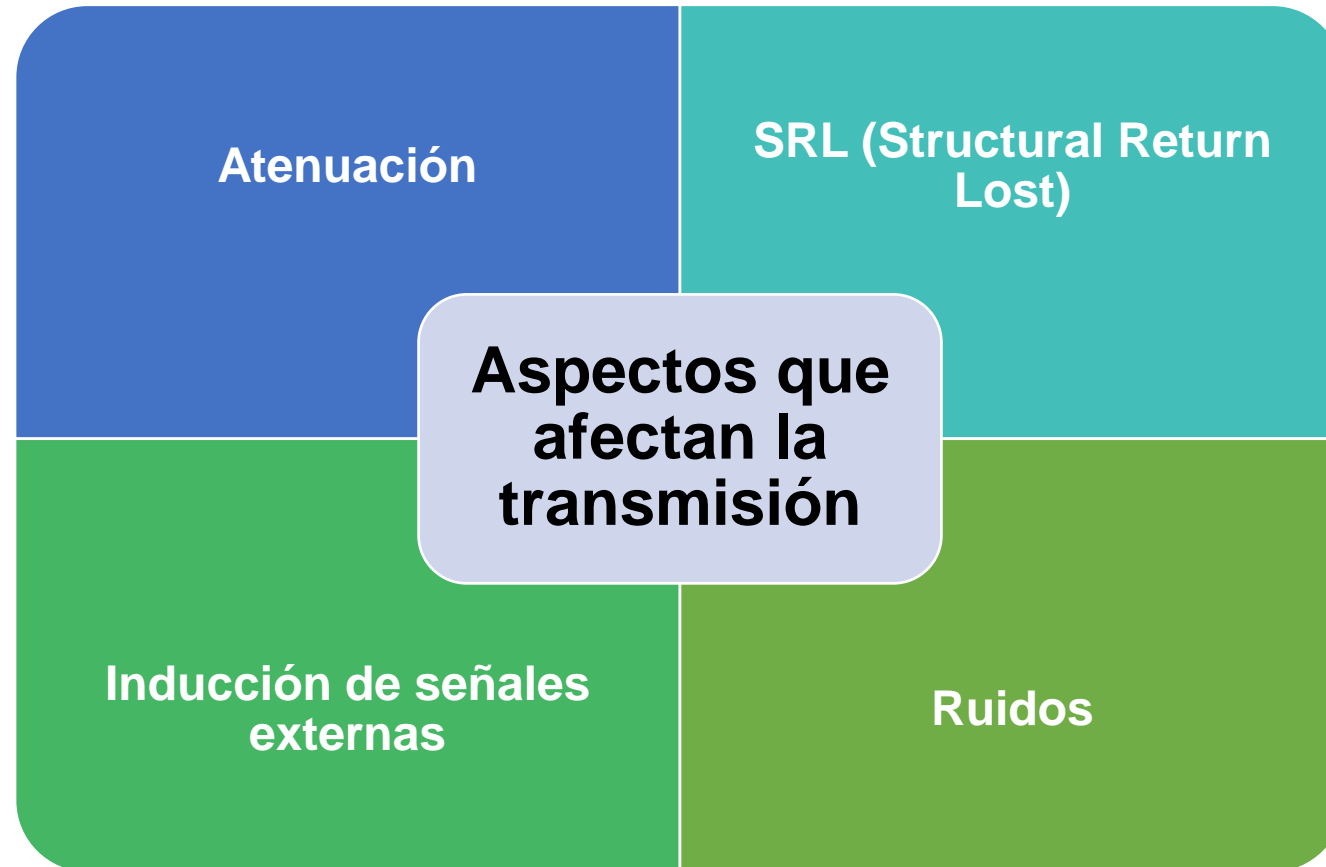 Atenuación
SRL (Structural Return
Lost)
Aspectos que
afectan la
transmisión
Inducción de señales
externas
Ruidos